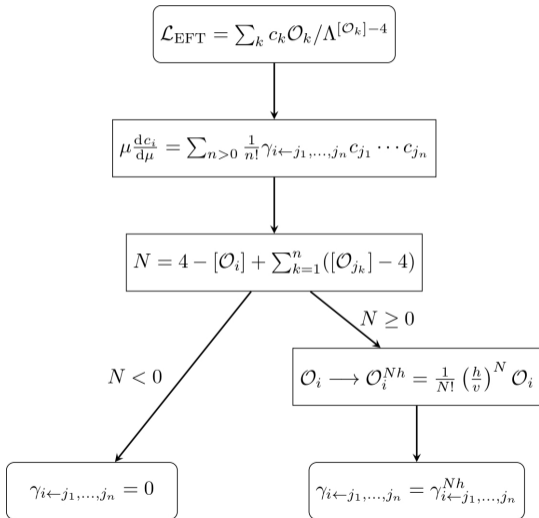 $\mathcal{L}_{\mathrm{EFT}} = \sum_k c_k \mathcal{O}_k / \Lambda^{[\mathcal{O}_k]-4}$
$\mu \frac{\mathrm{d}c_i}{\mathrm{d}\mu} = \sum_{n>0} \frac{1}{n!} \gamma_{i \leftarrow j_1,\ldots,j_n} c_{j_1} \cdots c_{j_n}$
$N = 4 - [\mathcal{O}_i] + \sum_{k=1}^{n} ([\mathcal{O}_{j_k}] - 4)$
$N \geq 0$
$N < 0$
$\mathcal{O}_i \longrightarrow \mathcal{O}_i^{Nh} = \frac{1}{N!} \left( \frac{h}{v} \right)^N \mathcal{O}_i$
$\gamma_{i \leftarrow j_1,\ldots,j_n} = 0$
$\gamma_{i \leftarrow j_1,\ldots,j_n} = \gamma_{i \leftarrow j_1,\ldots,j_n}^{Nh}$